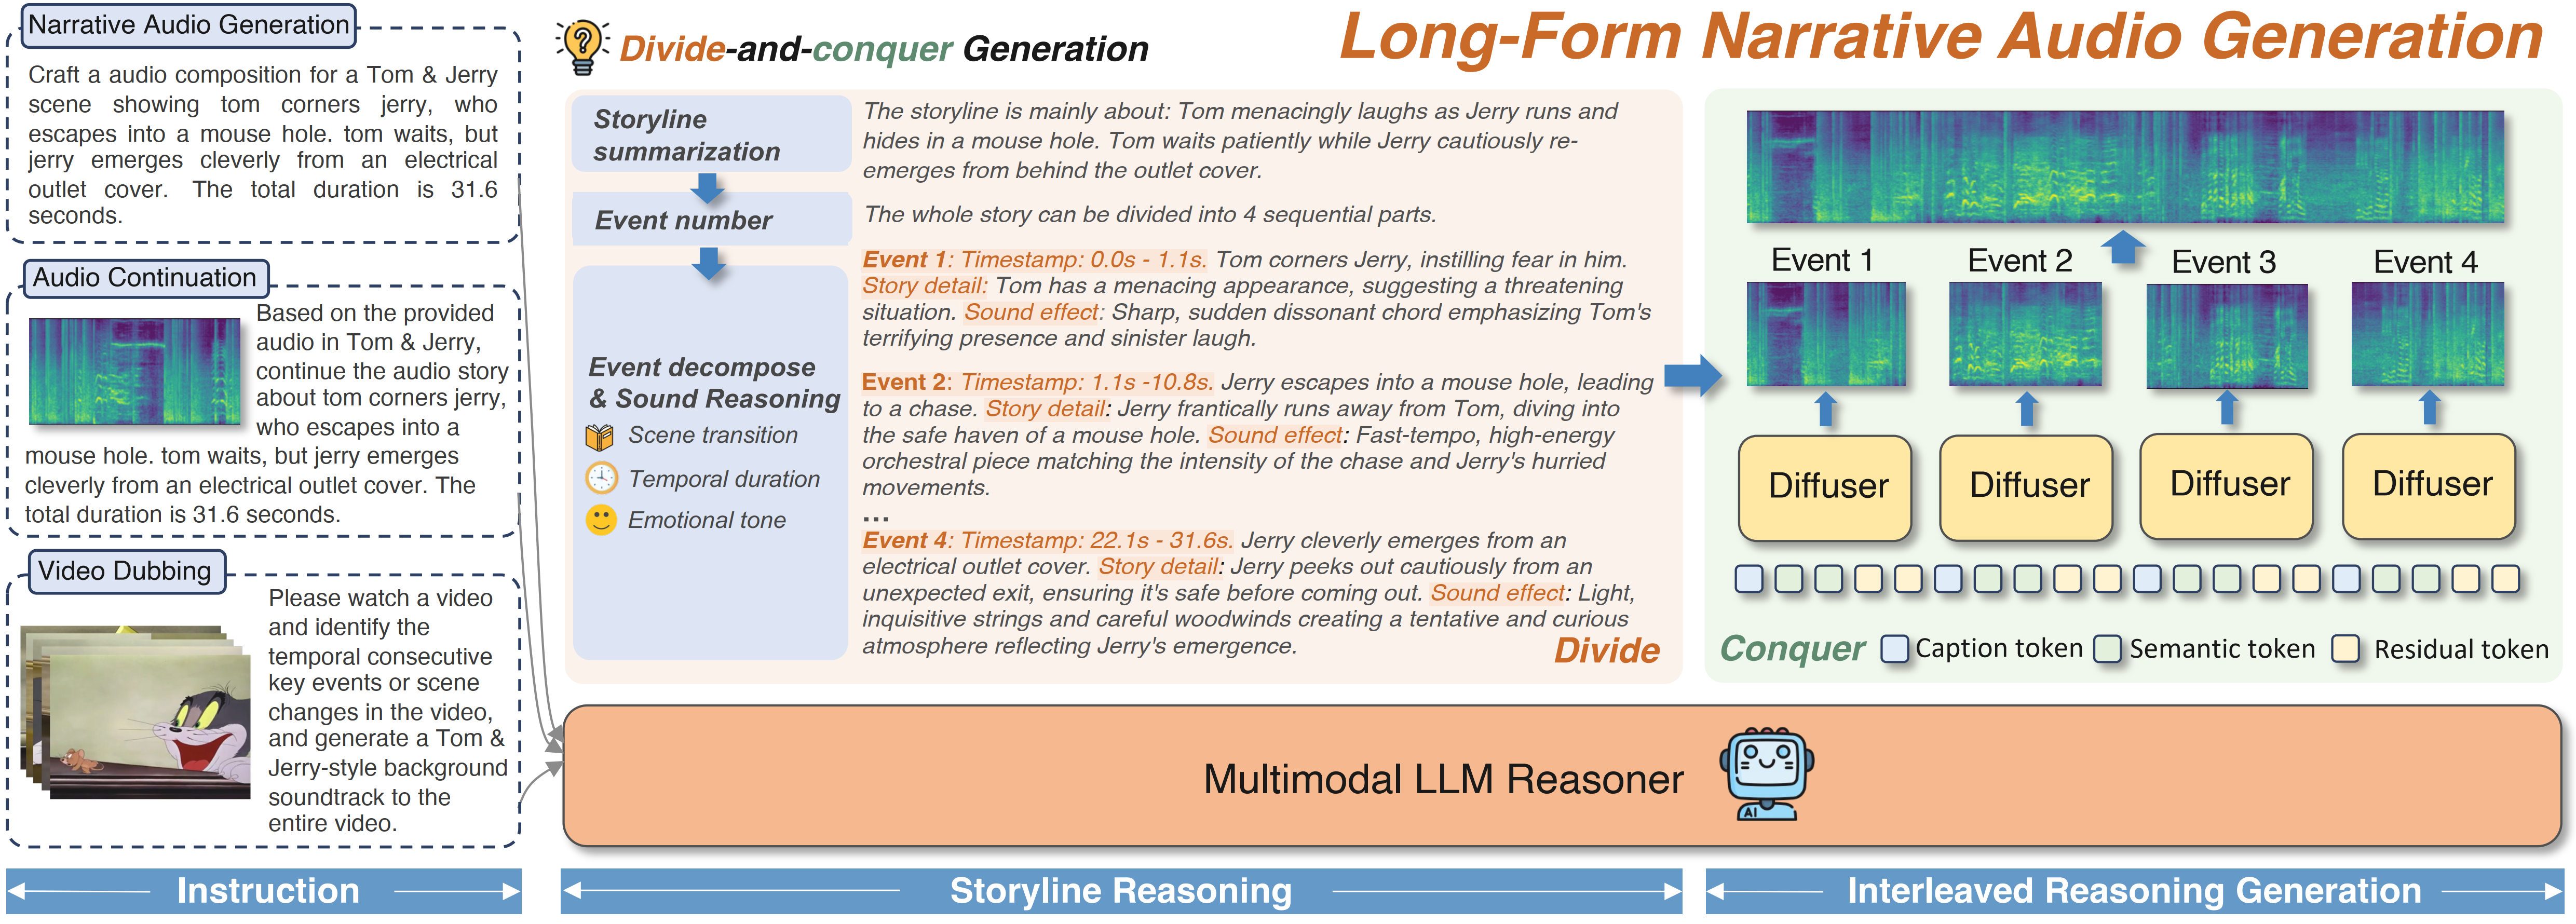 Narrative Audio Generation
Craft a audio composition for a Tom & Jerry
scene showing tom corners jerry, who
escapes into a mouse hole. tom waits, but
jerry emerges cleverly from an electrical
outlet cover. The total duration is 31.6
seconds.
Audio Continuation
Based on the provided
audio in Tom & Jerry,
continue the audio story
about tom corners jerry,
who escapes into a
mouse hole. tom waits, but jerry emerges
cleverly from an electrical outlet cover. The
total duration is 31.6 seconds.
Video Dubbing
Please watch a video
and identify the
temporal consecutive
key events or scene
changes in the video,
and generate a Tom &
Jerry-style background
soundtrack to the
entire video.
Instruction
Divide-and-conquer Generation
Long-Form Narrative Audio Generation
Storyline
summarization
The storyline is mainly about: Tom menacingly laughs as Jerry runs and
hides in a mouse hole. Tom waits patiently while Jerry cautiously re-
emerges from behind the outlet cover.
Event number
The whole story can be divided into 4 sequential parts.
Event decompose
& Sound Reasoning
Scene transition
Temporal duration
Emotional tone
Event 1: Timestamp: 0.0s - 1.1s. Tom corners Jerry, instilling fear in him.
Story detail: Tom has a menacing appearance, suggesting a threatening
situation. Sound effect: Sharp, sudden dissonant chord emphasizing Tom's
terrifying presence and sinister laugh.
Event 2: Timestamp: 1.1s -10.8s. Jerry escapes into a mouse hole, leading
to a chase. Story detail: Jerry frantically runs away from Tom, diving into
the safe haven of a mouse hole. Sound effect: Fast-tempo, high-energy
orchestral piece matching the intensity of the chase and Jerry's hurried
movements.
...
Event 4: Timestamp: 22.1s - 31.6s. Jerry cleverly emerges from an
electrical outlet cover. Story detail: Jerry peeks out cautiously from an
unexpected exit, ensuring it's safe before coming out. Sound effect: Light,
inquisitive strings and careful woodwinds creating a tentative and curious
atmosphere reflecting Jerry's emergence.
Divide
Event 1 Event 2 Event 3 Event 4
Diffuser Diffuser Diffuser Diffuser
Conquer Caption token Semantic token Residual token
Multimodal LLM Reasoner
AI
Storyline Reasoning
Interleaved Reasoning Generation